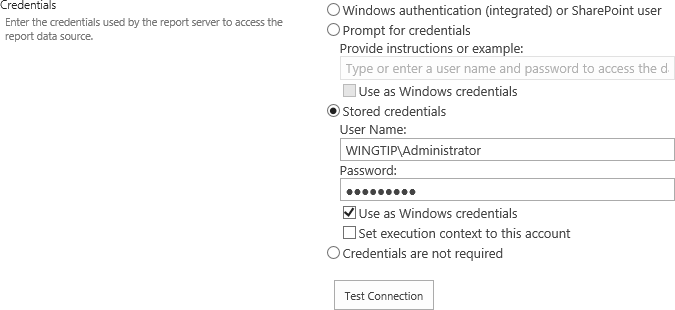 Credentials
Enter the credentials used by the report server to access the
report data source.
Windows authentication (integrated) or SharePoint user
Prompt for credentials
Provide instructions or example:
Type or enter a user name and password to access the d
Use as Windows credentials
Stored credentials
User Name:
WINGTIP\Administrator
Password:
●●●●●●●●●
Use as Windows credentials
Set execution context to this account
Credentials are not required
Test Connection